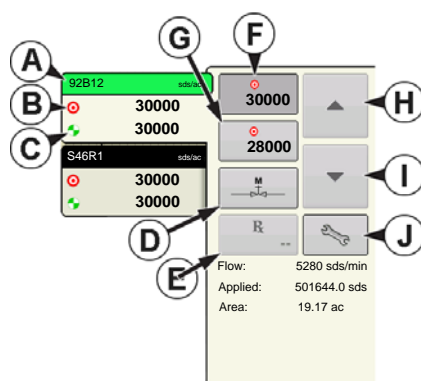 F
G
A
92B12 sds/ac
30000
H
B
30000
C
30000
28000
S46R1 sds/ac
30000
M
I
30000
D
℞
--
J
E
Flow: 5280 sds/min
Applied: 501644.0 sds
Area: 19.17 ac